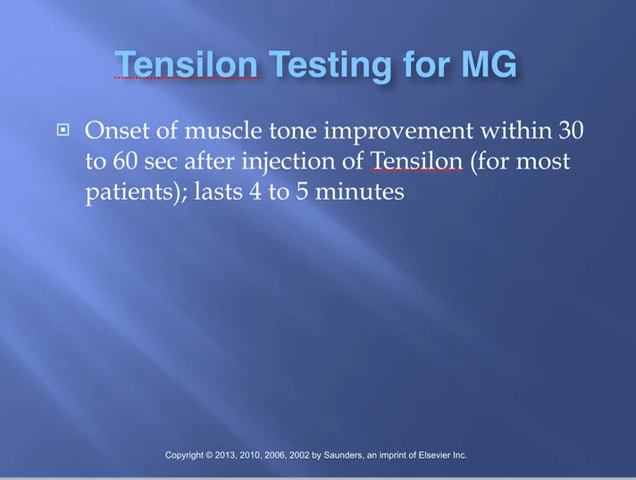 Tensilon Testing for MG
Onset of muscle tone improvement within 30
to 60 sec after injection of Tensilon (for most
patients); lasts 4 to 5 minutes
Copyright © 2013, 2010, 2006, 2002 by Saunders, an imprint of Elsevier Inc.